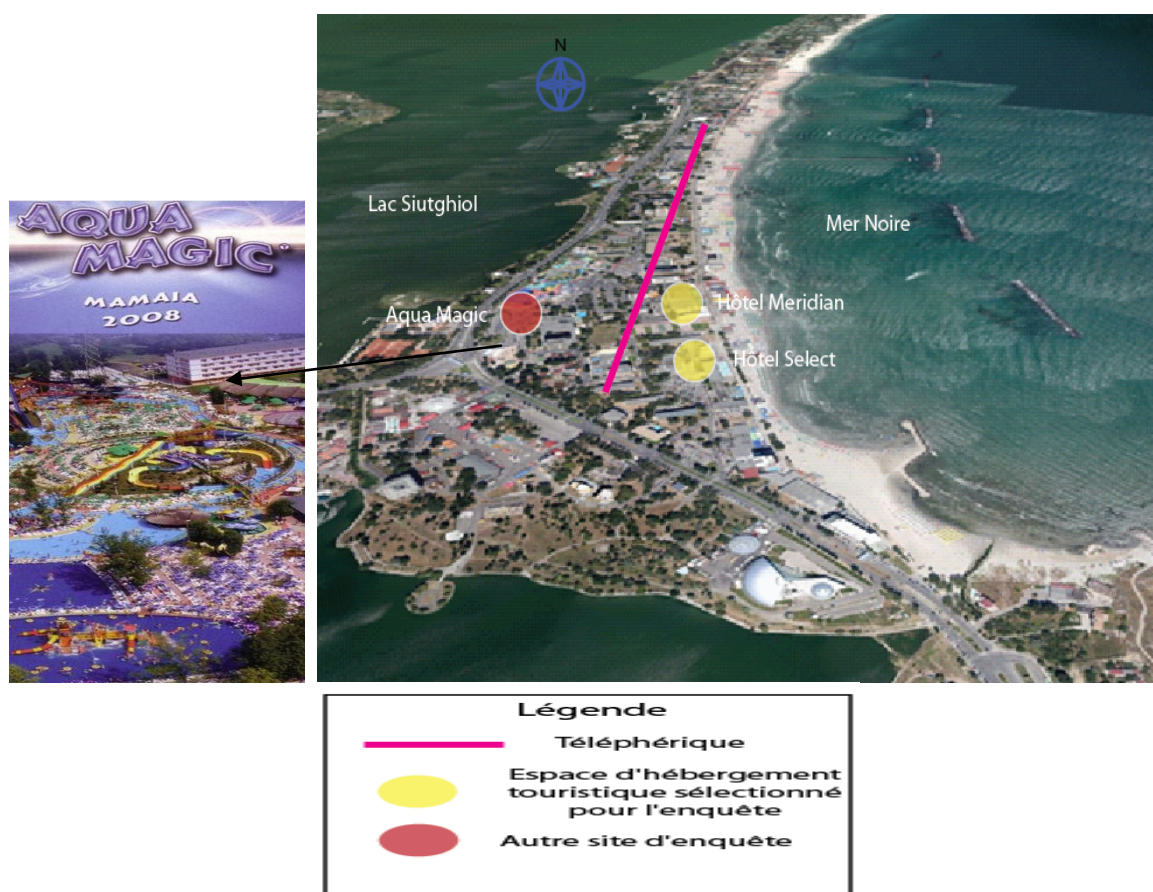 AQUA
MAGIC
MAMAIA
2008
N
Lac Siutghiol
Mer Noire
Aqua Magic
Hôtel Meridian
Hôtel Select
Légende
Téléphérique
Espace d'hébergement
touristique sélectionné
pour l'enquête
Autre site d'enquête